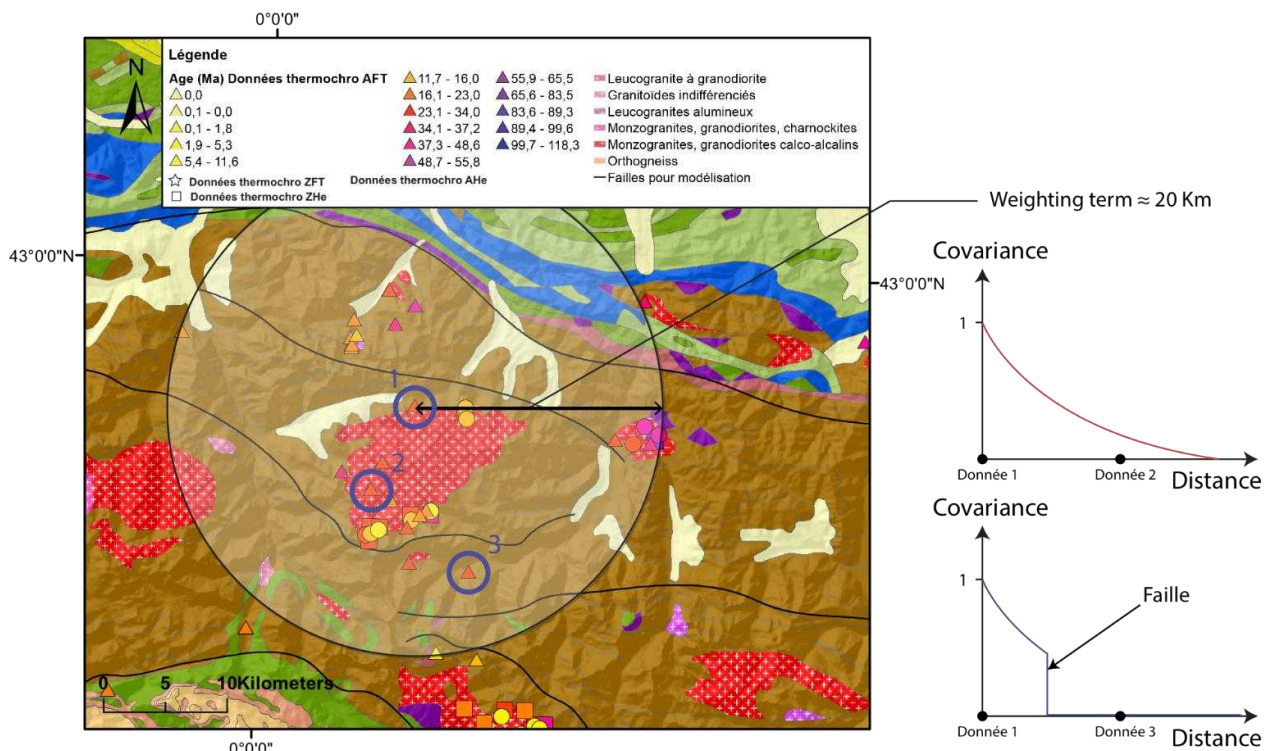 0°0'0"
Légende
N
Age (Ma) Données thermochro AFT
0,0
0,1 - 0,0
0,1 - 1,8
1,9 - 5,3
5,4 - 11,6
Données thermochro ZFT
Données thermochro ZHe
11,7 - 16,0
16,1 - 23,0
23,1 - 34,0
34,1 - 37,2
37,3 - 48,6
48,7 - 55,8
Données thermochro AHe
55,9 - 65,5
65,6 - 83,5
83,6 - 89,3
89,4 - 99,6
99,7 - 118,3
Leucogranite à granodiorite
Granitoïdes indifférenciés
Leucogranites alumineux
Monzogranites, granodiorites, charnockites
Monzogranites, granodiorites calco-alcalins
Orthogneiss
Failles pour modélisation
43°0'0"N
43°0'0"N
1
2
3
0 5 10Kilometers
0°0'0"
Weighting term ≈ 20 Km
Covariance
1
Donnée 1
Donnée 2
Distance
Covariance
1
Faille
Donnée 1
Donnée 3
Distance